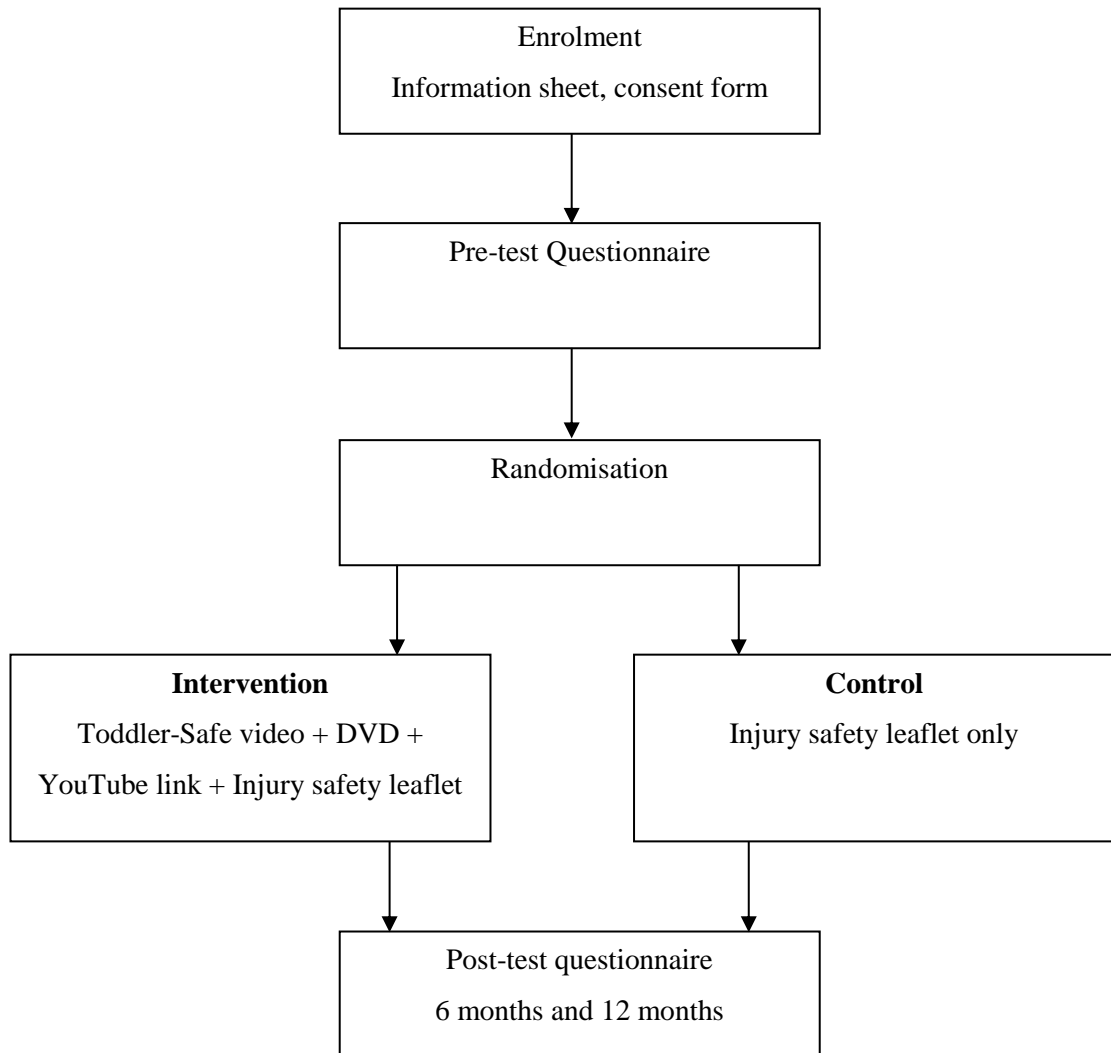 Enrolment
Information sheet, consent form
Pre-test Questionnaire
Randomisation
Intervention
Toddler-Safe video + DVD +
YouTube link + Injury safety leaflet
Control
Injury safety leaflet only
Post-test questionnaire
6 months and 12 months